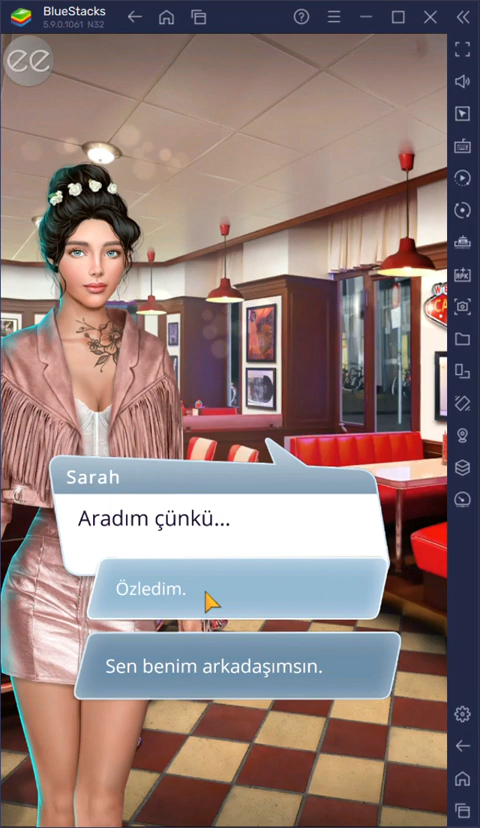 BlueStacks
5.9.0.1061 N32
ee
Sarah
Aradım çünkü...
Özledim.
Sen benim arkadaşımsın.